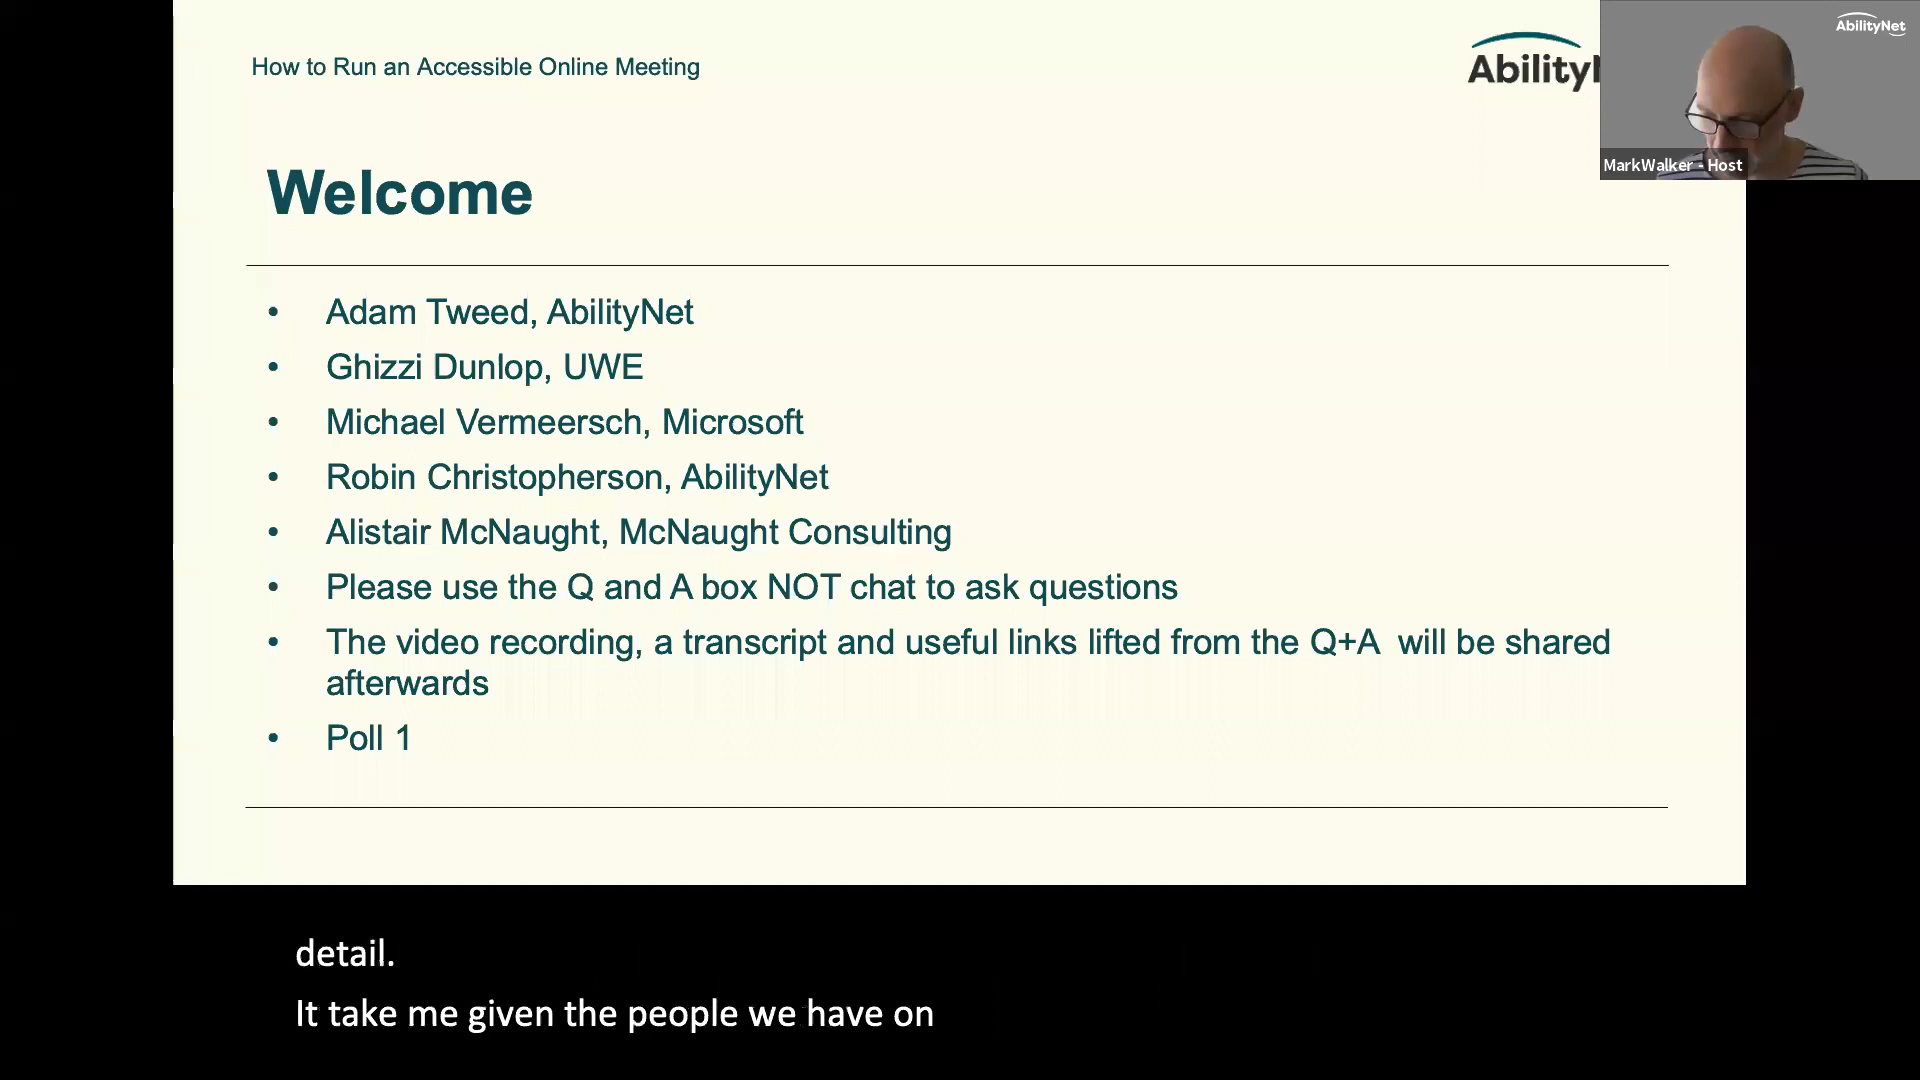 How to Run an Accessible Online Meeting
AbilityN
AbilityNet
MarkWalker - Host
Welcome
• Adam Tweed, AbilityNet
• Ghizzi Dunlop, UWE
• Michael Vermeersch, Microsoft
• Robin Christopherson, AbilityNet
• Alistair McNaught, McNaught Consulting
• Please use the Q and A box NOT chat to ask questions
• The video recording, a transcript and useful links lifted from the Q+A will be shared
afterwards
• Poll 1
detail.
It take me given the people we have on